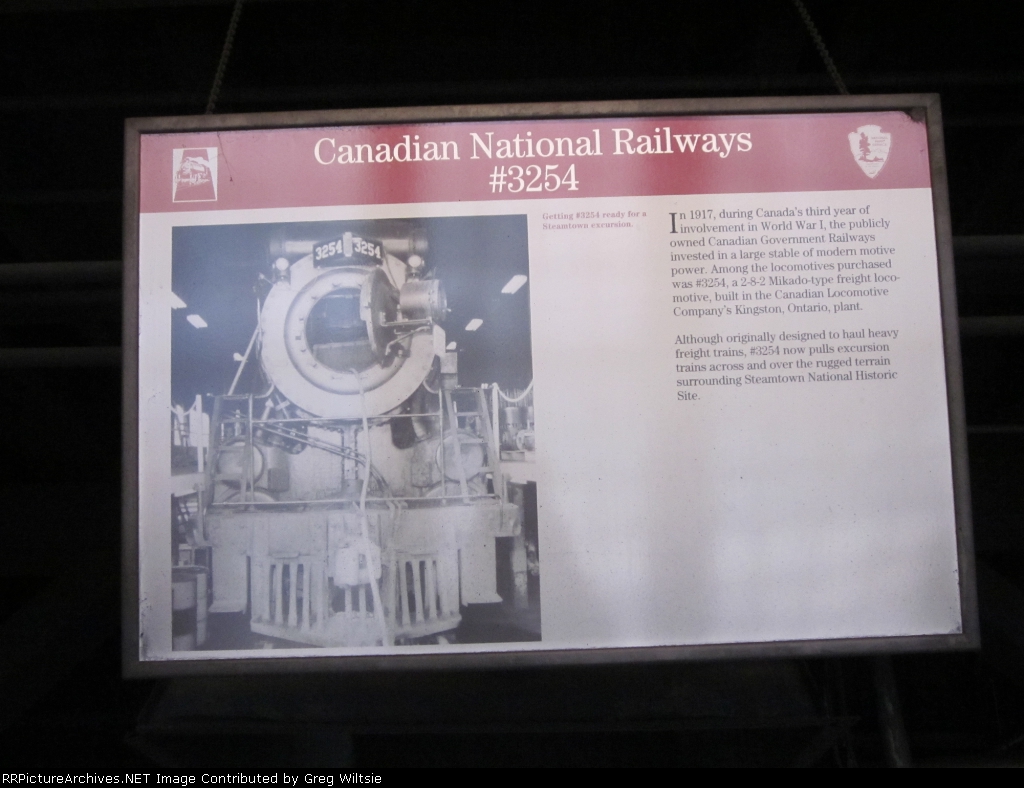 Canadian National Railways
#3254
Getting #3254 ready for a
Steamtown excursion.
3254 3254
In 1917, during Canada's third year of
involvement in World War I, the publicly
owned Canadian Government Railways
invested in a large stable of modern motive
power. Among the locomotives purchased
was #3254, a 2-8-2 Mikado-type freight loco-
motive, built in the Canadian Locomotive
Company's Kingston, Ontario, plant.
Although originally designed to haul heavy
freight trains, #3254 now pulls excursion
trains across and over the rugged terrain
surrounding Steamtown National Historic
Site.
RRPictureArchives.NET Image Contributed by Greg Wiltsie